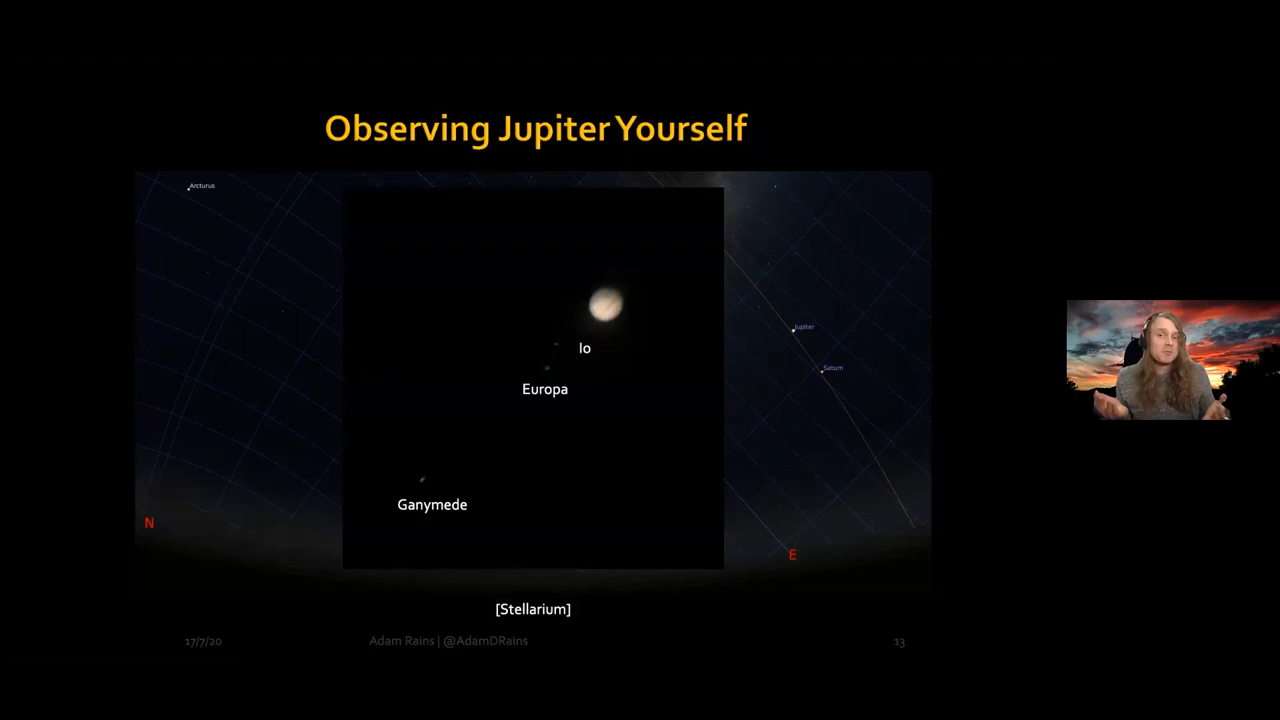 Observing Jupiter Yourself
Arcturus
Jupiter
Io
Saturn
Europa
Ganymede
N
E
[Stellarium]
17/7/20 Adam Rains | @AdamDRains 13